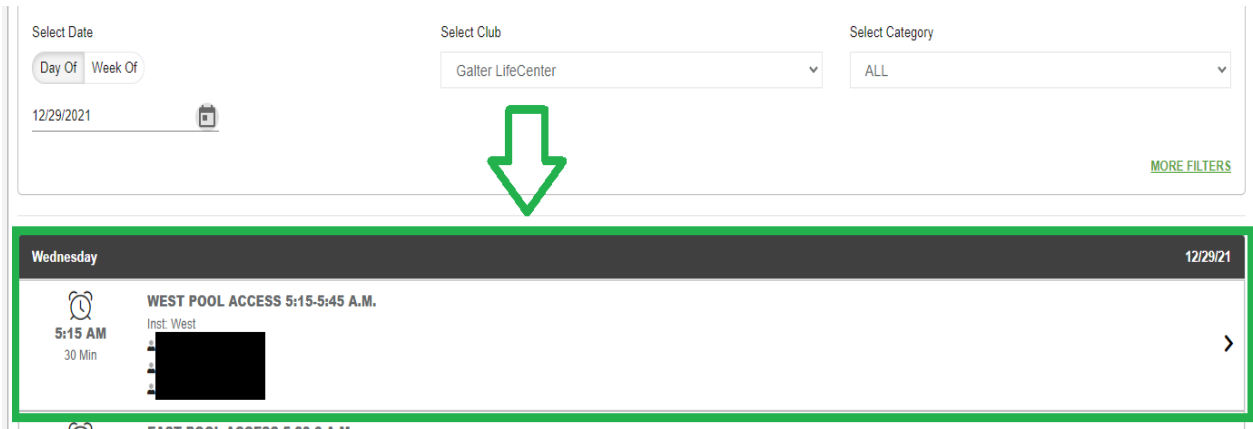 Select Date
Select Club
Select Category
Day Of
Week Of
Galter LifeCenter
ALL
12/29/2021
MORE FILTERS
Wednesday
12/29/21
WEST POOL ACCESS 5:15-5:45 A.M.
Inst: West
5:15 AM
30 Min